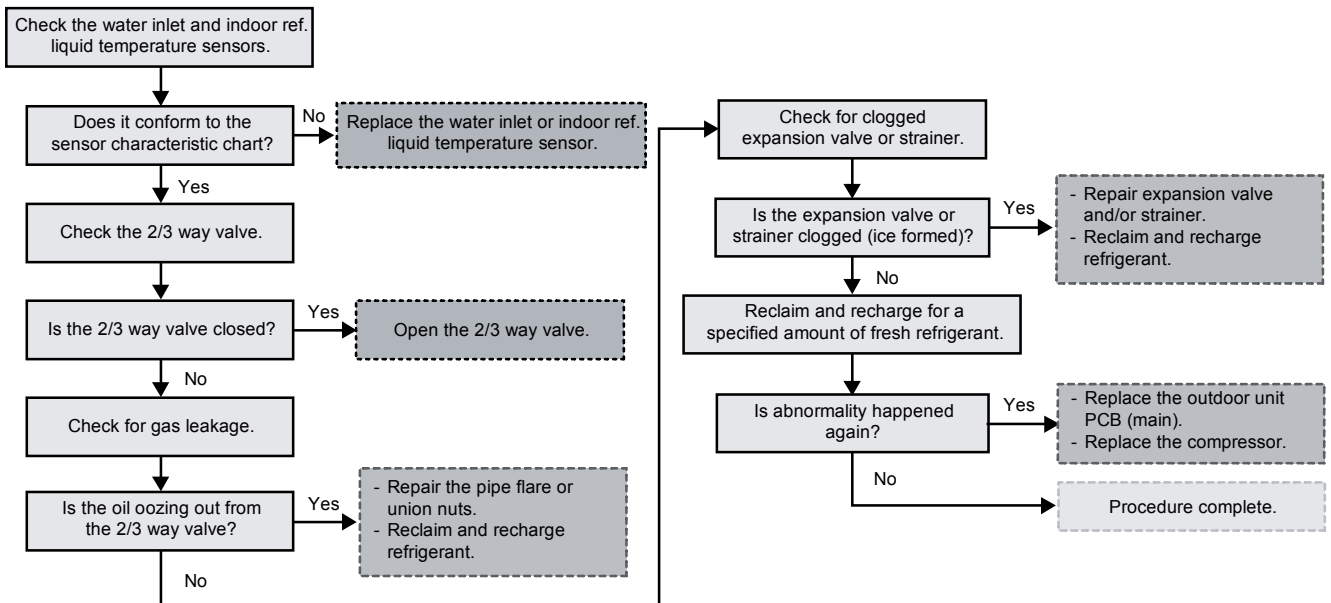 Check the water inlet and indoor ref.
liquid temperature sensors.
Does it conform to the
sensor characteristic chart?
No
Replace the water inlet or indoor ref.
liquid temperature sensor.
Yes
Check the 2/3 way valve.
Is the 2/3 way valve closed?
Yes
Open the 2/3 way valve.
No
Check for gas leakage.
Is the oil oozing out from
the 2/3 way valve?
Yes
- Repair the pipe flare or
union nuts.
- Reclaim and recharge
refrigerant.
No
Check for clogged
expansion valve or strainer.
Is the expansion valve or
strainer clogged (ice formed)?
Yes
- Repair expansion valve
and/or strainer.
- Reclaim and recharge
refrigerant.
No
Reclaim and recharge for a
specified amount of fresh refrigerant.
Is abnormality happened
again?
Yes
- Replace the outdoor unit
PCB (main).
- Replace the compressor.
No
Procedure complete.